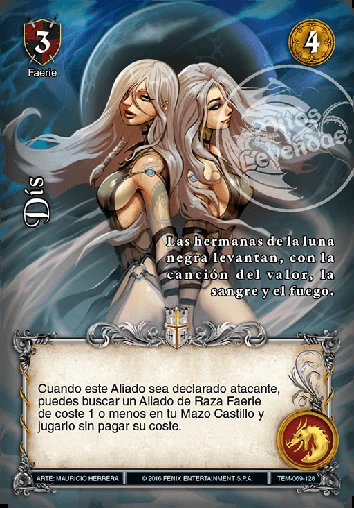 3
4
Faerie
Mitos
Leyendas
Dís
Las hermanas de la luna
negra levantan, con la
canción del valor, la
sangre y el fuego.
Cuando este Aliado sea declarado atacante,
puedes buscar un Aliado de Raza Faerie
de coste 1 o menos en tu Mazo Castillo y
jugarlo sin pagar su coste.
ARTE: MAURICIO HERRERA © 2016 FENIX ENTERTAINMENT S.P.A. TEM-069-128